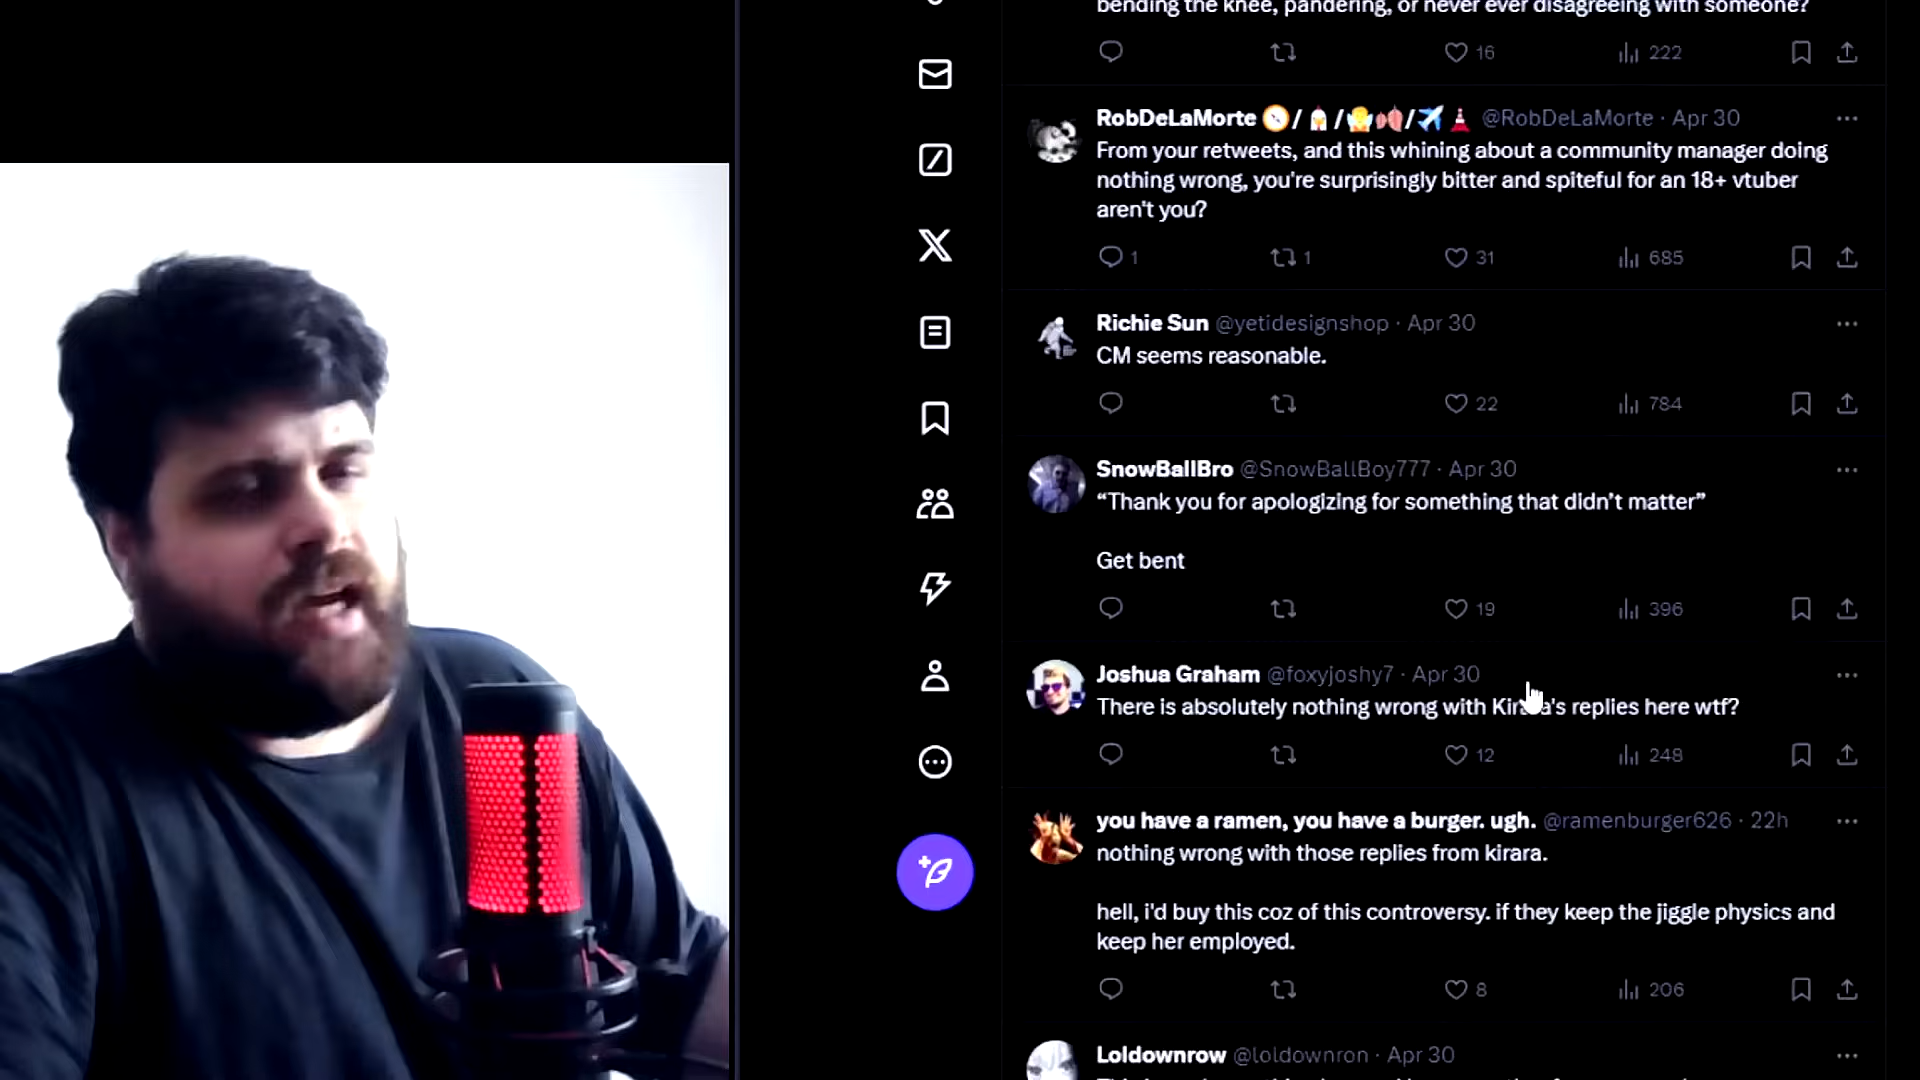 bending the knee, pandering, or never ever disagreeing with someone?
16
222
RobDeLaMorte 🧭/🐔/🧚🫀/✈️🗼 @RobDeLaMorte · Apr 30
From your retweets, and this whining about a community manager doing
nothing wrong, you're surprisingly bitter and spiteful for an 18+ vtuber
aren't you?
1
1
31
685
Richie Sun @yetidesignshop · Apr 30
CM seems reasonable.
22
784
SnowBallBro @SnowBallBoy777 · Apr 30
“Thank you for apologizing for something that didn’t matter”
Get bent
19
396
Joshua Graham @foxyjoshy7 · Apr 30
There is absolutely nothing wrong with Kirara's replies here wtf?
12
248
you have a ramen, you have a burger. ugh. @ramenburger626 · 22h
nothing wrong with those replies from kirara.
hell, i'd buy this coz of this controversy. if they keep the jiggle physics and
keep her employed.
8
206
Loldownrow @loldownron · Apr 30